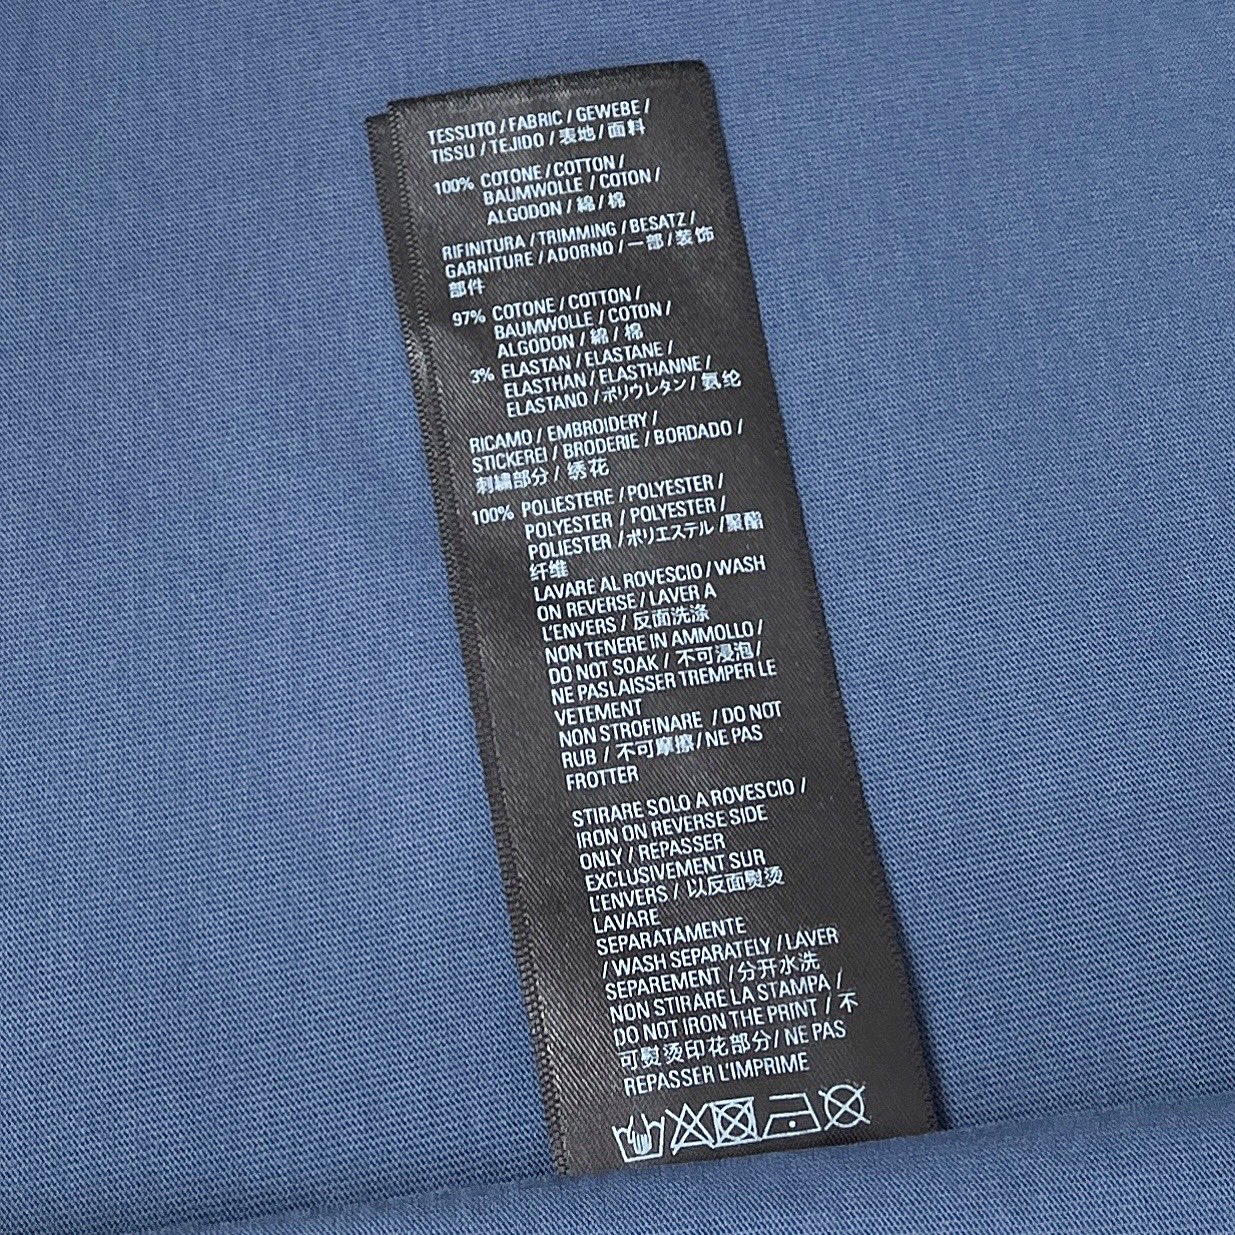 TESSUTO / FABRIC / GEWEBE /
TISSU / TEJIDO / 表地 / 面料
100% COTONE / COTTON /
BAUMWOLLE / COTON /
ALGODON / 綿 / 棉
RIFINITURA / TRIMMING / BESATZ /
GARNITURE / ADORNO / 一部 / 装饰
部件
97% COTONE / COTTON /
BAUMWOLLE / COTON /
ALGODON / 綿 / 棉
3% ELASTAN / ELASTANE /
ELASTHAN / ELASTHANNE /
ELASTANO / ポリウレタン / 氨纶
RICAMO / EMBROIDERY /
STICKEREI / BRODERIE / BORDADO /
刺繍部分 / 绣花
100% POLIESTERE / POLYESTER /
POLYESTER / POLYESTER /
POLIESTER / ポリエステル / 聚酯
纤维
LAVARE AL ROVESCIO / WASH
ON REVERSE / LAVER A
L'ENVERS / 反面洗涤
NON TENERE IN AMMOLLO /
DO NOT SOAK / 不可浸泡 /
NE PASLAISSER TREMPER LE
VETEMENT
NON STROFINARE / DO NOT
RUB / 不可摩擦 / NE PAS
FROTTER
STIRARE SOLO A ROVESCIO /
IRON ON REVERSE SIDE
ONLY / REPASSER
EXCLUSIVEMENT SUR
L'ENVERS / 以反面熨烫
LAVARE
SEPARATAMENTE
/ WASH SEPARATELY / LAVER
SEPAREMENT / 分开水洗
NON STIRARE LA STAMPA /
DO NOT IRON THE PRINT / 不
可熨烫印花部分 / NE PAS
REPASSER L'IMPRIME